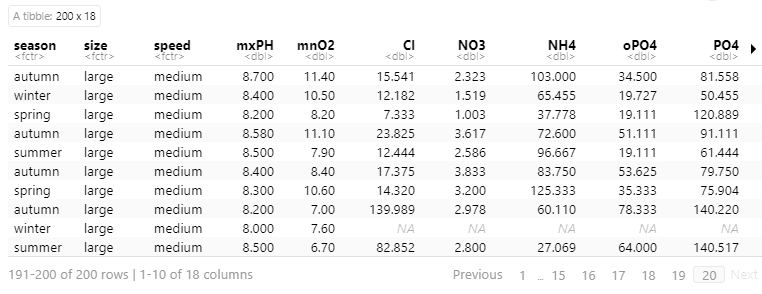 A tibble: 200 x 18
season size speed mxPH mnO2 Cl NO3 NH4 oPO4 PO4
<fctr> <fctr> <fctr> <dbl> <dbl> <dbl> <dbl> <dbl> <dbl> <dbl>
autumn large medium 8.700 11.40 15.541 2.323 103.000 34.500 81.558
winter large medium 8.400 10.50 12.182 1.519 65.455 19.727 50.455
spring large medium 8.200 8.20 7.333 1.003 37.778 19.111 120.889
autumn large medium 8.580 11.10 23.825 3.617 72.600 51.111 91.111
summer large medium 8.500 7.90 12.444 2.586 96.667 19.111 61.444
autumn large medium 8.400 8.40 17.375 3.833 83.750 53.625 79.750
spring large medium 8.300 10.60 14.320 3.200 125.333 35.333 75.904
autumn large medium 8.200 7.00 139.989 2.978 60.110 78.333 140.220
winter large medium 8.000 7.60 NA NA NA NA NA
summer large medium 8.500 6.70 82.852 2.800 27.069 64.000 140.517
191-200 of 200 rows | 1-10 of 18 columns Previous 1 ... 15 16 17 18 19 20 Next